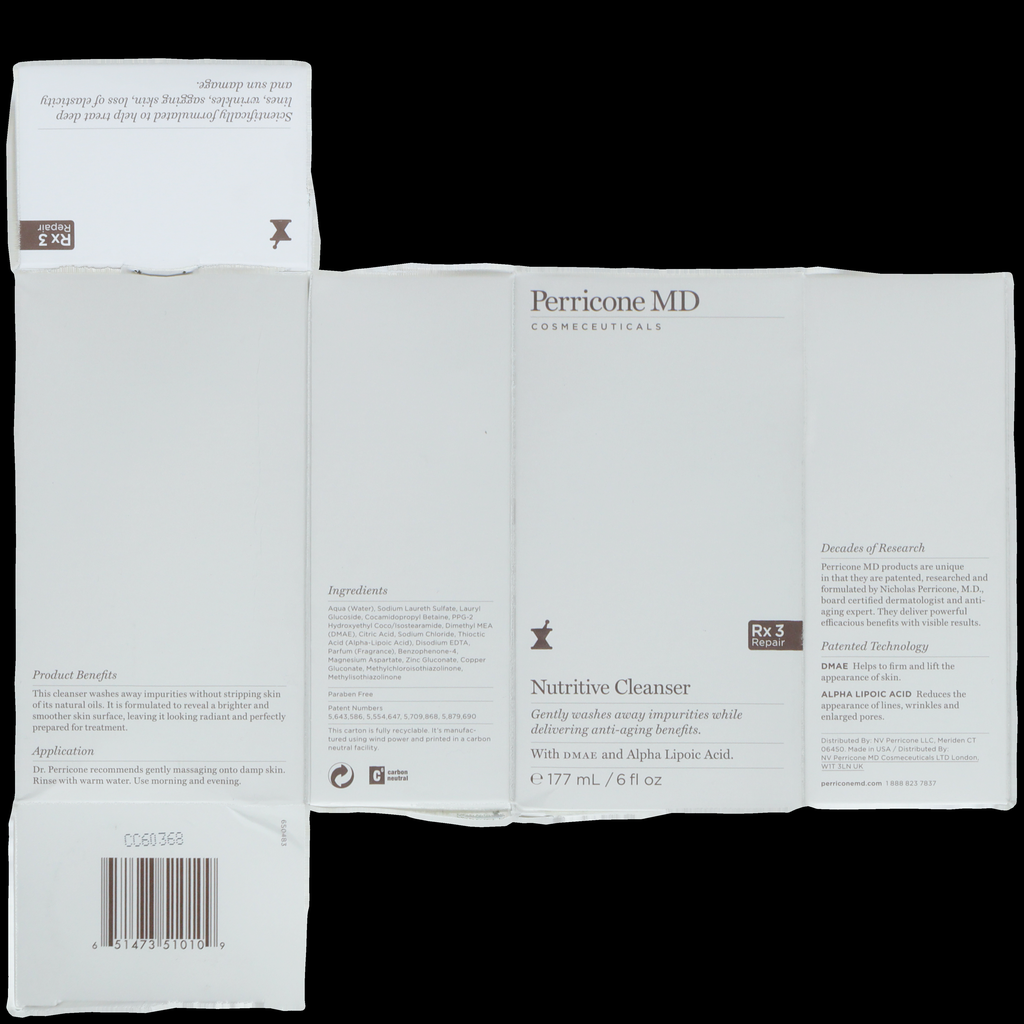 Scientifically formulated to help treat deep
lines, wrinkles, sagging skin, loss of elasticity
and sun damage.
Rx 3
Repair
Product Benefits
This cleanser washes away impurities without stripping skin
of its natural oils. It is formulated to reveal a brighter and
smoother skin surface, leaving it looking radiant and perfectly
prepared for treatment.
Application
Dr. Perricone recommends gently massaging onto damp skin.
Rinse with warm water. Use morning and evening.
CC60368
850483
6 51473 51010 9
Ingredients
Aqua (Water), Sodium Laureth Sulfate, Lauryl
Glucoside, Cocamidopropyl Betaine, PPG-2
Hydroxyethyl Coco/Isostearamide, Dimethyl MEA
(DMAE), Citric Acid, Sodium Chloride, Thioctic
Acid (Alpha-Lipoic Acid), Disodium EDTA,
Parfum (Fragrance), Benzophenone-4,
Magnesium Aspartate, Zinc Gluconate, Copper
Gluconate, Methylchloroisothiazolinone,
Methylisothiazolinone
Paraben Free
Patent Numbers
5,643,586, 5,554,647, 5,709,868, 5,879,690
This carton is fully recyclable. It's manufac-
tured using wind power and printed in a carbon
neutral facility.
carbon
neutral
Perricone MD
COSMECEUTICALS
Rx 3
Repair
Nutritive Cleanser
Gently washes away impurities while
delivering anti-aging benefits.
With DMAE and Alpha Lipoic Acid.
℮ 177 mL / 6 fl oz
Decades of Research
Perricone MD products are unique
in that they are patented, researched and
formulated by Nicholas Perricone, M.D.,
board certified dermatologist and anti-
aging expert. They deliver powerful
efficacious benefits with visible results.
Patented Technology
DMAE Helps to firm and lift the
appearance of skin.
ALPHA LIPOIC ACID Reduces the
appearance of lines, wrinkles and
enlarged pores.
Distributed By: NV Perricone LLC, Meriden CT
06450. Made in USA / Distributed By:
NV Perricone MD Cosmeceuticals LTD London,
W1T 3LN UK
perriconemd.com 1 888 823 7837